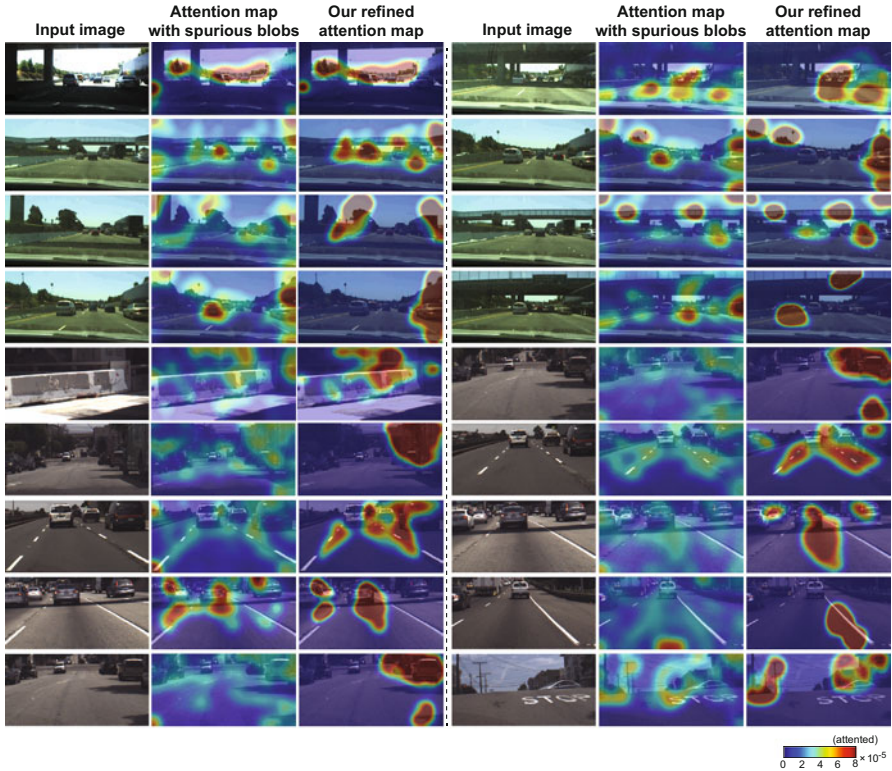 Input image
Attention map
with spurious blobs
Our refined
attention map
Input image
Attention map
with spurious blobs
Our refined
attention map
STOP
(attented)
0 2 4 6 8 × 10-5